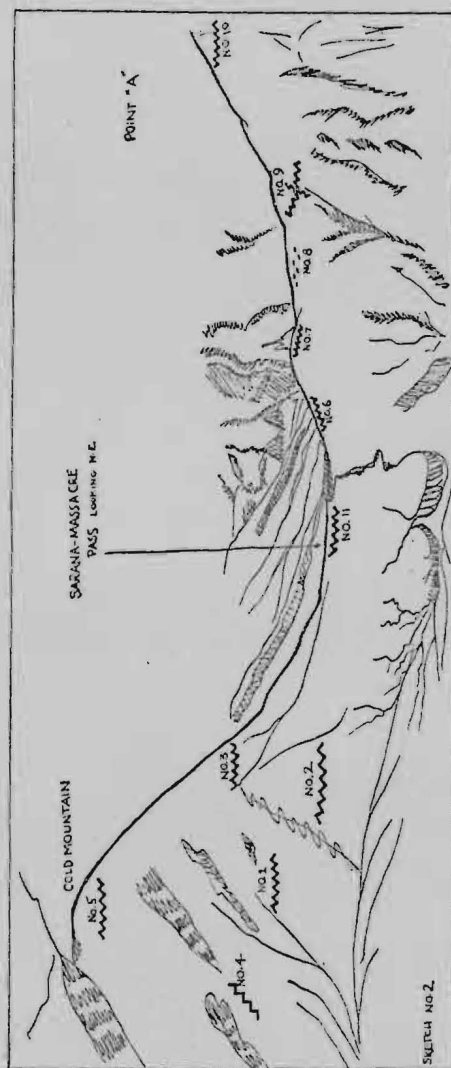 POINT "A"
NO.10
SARANA-MASSACRE
PASS LOOKING N.E.
COLD MOUNTAIN
NO.9
NO.8
NO.7
NO.6
NO.11
NO.3
NO.2
NO.1
NO.5
NO.4
SKETCH NO.2